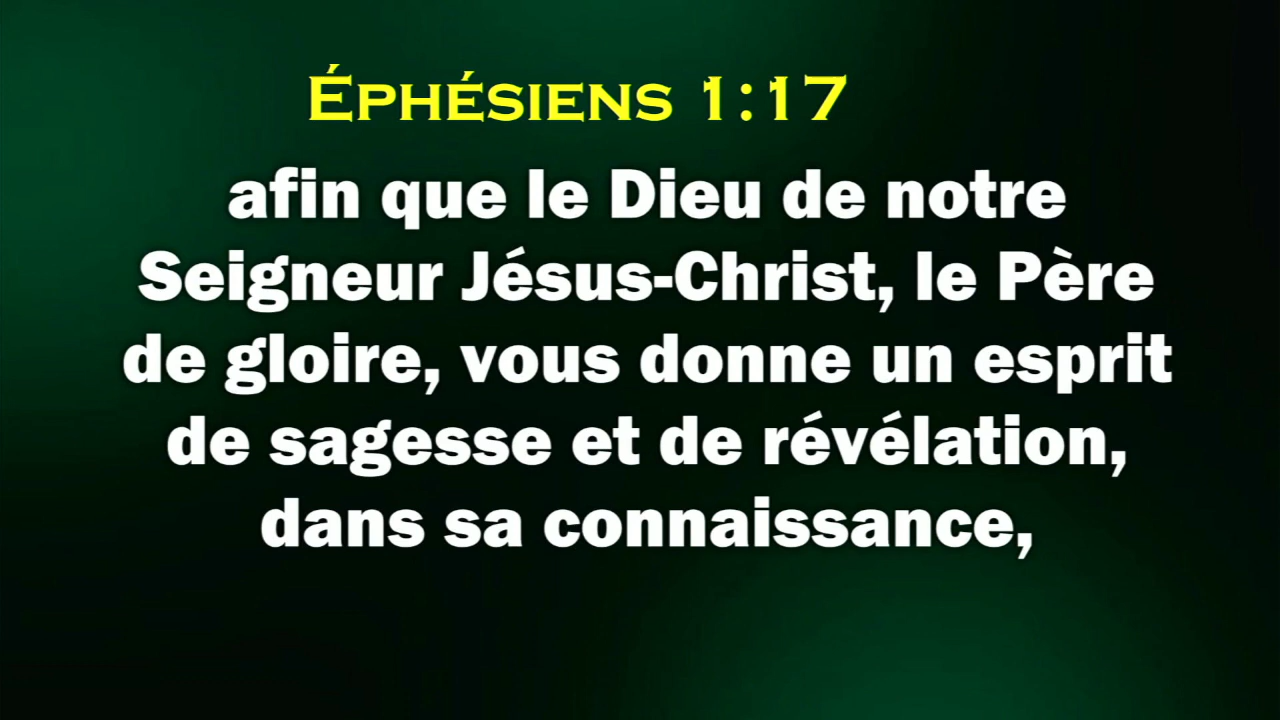 Éphésiens 1:17
afin que le Dieu de notre
Seigneur Jésus-Christ, le Père
de gloire, vous donne un esprit
de sagesse et de révélation,
dans sa connaissance,